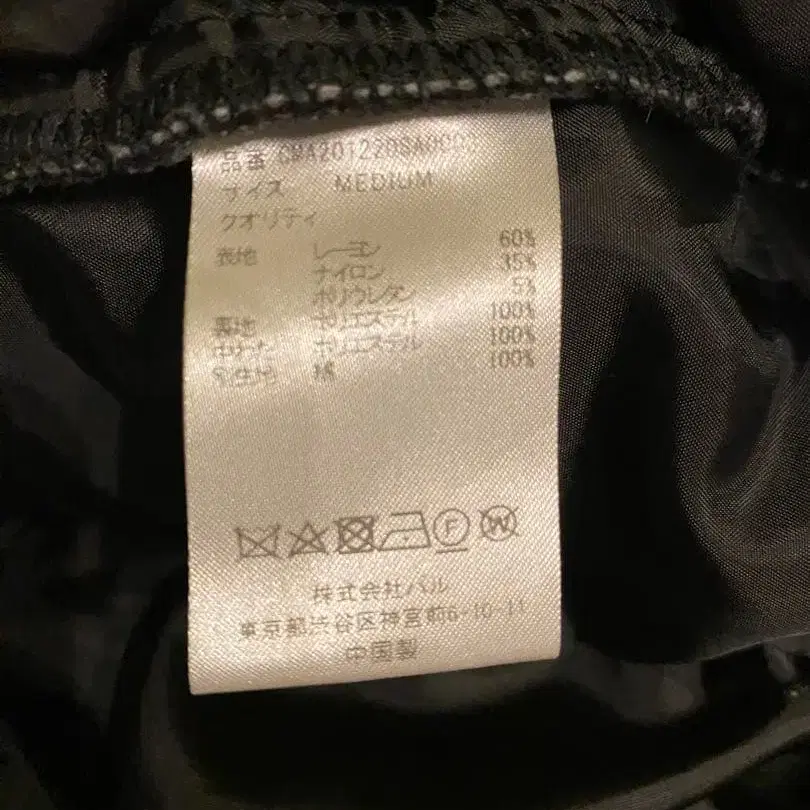 品番
サイズ MEDIUM
クオリティ
表地 レーヨン 60%
ナイロン 35%
ポリウレタン 5%
裏地 ポリエステル 100%
中わた ポリエステル 100%
別生地 綿 100%
F W
株式会社パル
東京都渋谷区神宮前6-10-11
中国製